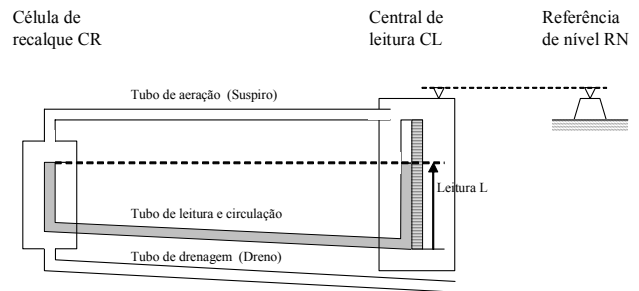 Célula de
recalque CR
Central de
leitura CL
Referência
de nível RN
Tubo de aeração (Suspiro)
Leitura L
Tubo de leitura e circulação
Tubo de drenagem (Dreno)